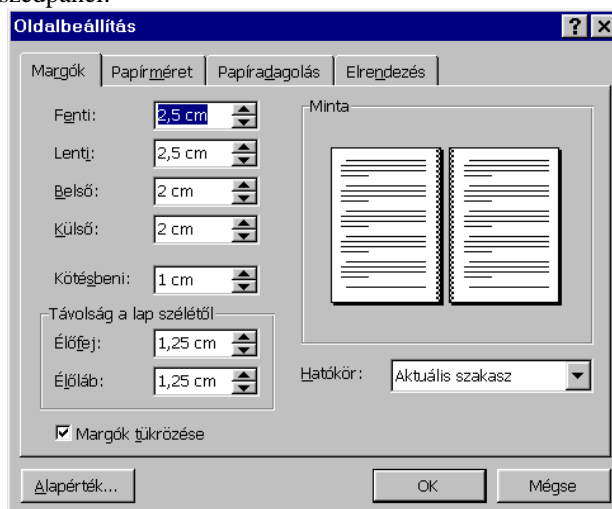 szedpanel.
Oldalbeállítás
Margók Papírméret Papíradagolás Elrendezés
Fenti: 2,5 cm
Minta
Lenti: 2,5 cm
Belső: 2 cm
Külső: 2 cm
Kötésbeni: 1 cm
Távolság a lap szélétől
Élőfej: 1,25 cm
Élőláb: 1,25 cm
Hatókör: Aktuális szakasz
Margók tükrözése
Alapérték... OK Mégse